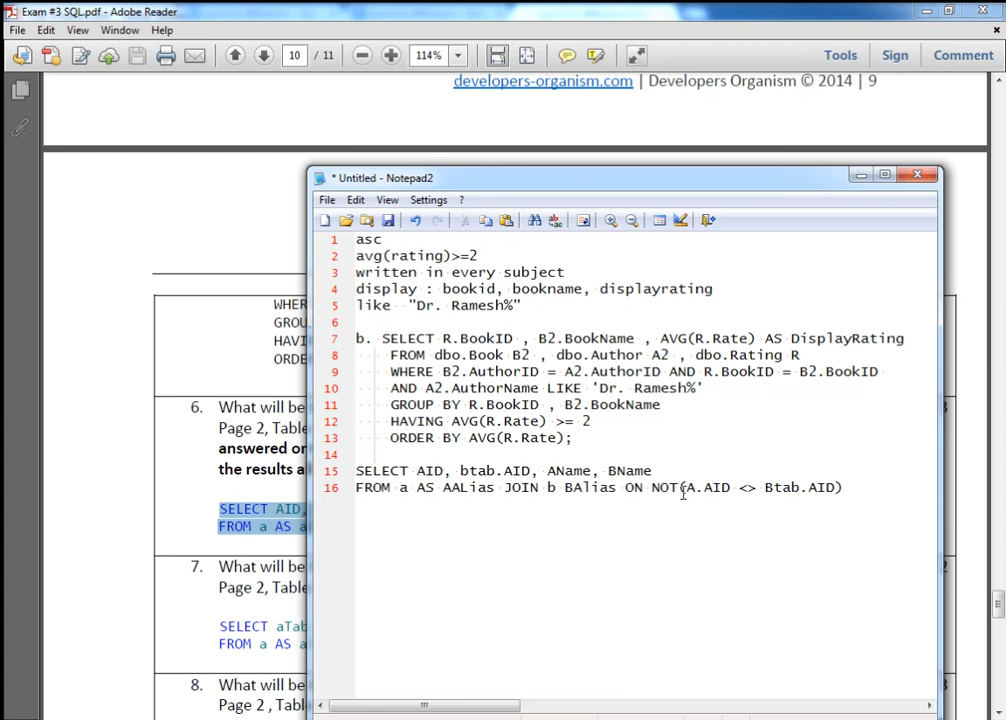 Exam #3 SQL.pdf - Adobe Reader
File Edit View Window Help
10 / 11 114% Tools Sign Comment
developers-organism.com | Developers Organism © 2014 | 9
* Untitled - Notepad2
File Edit View Settings ?
1 asc
2 avg(rating)>=2
3 written in every subject
4 display : bookid, bookname, displayrating
5 like "Dr. Ramesh%"
6
7 b. SELECT R.BookID , B2.BookName , AVG(R.Rate) AS DisplayRating
8 FROM dbo.Book B2 , dbo.Author A2 , dbo.Rating R
9 WHERE B2.AuthorID = A2.AuthorID AND R.BookID = B2.BookID
10 AND A2.AuthorName LIKE 'Dr. Ramesh%'
11 GROUP BY R.BookID , B2.BookName
12 HAVING AVG(R.Rate) >= 2
13 ORDER BY AVG(R.Rate);
14
15 SELECT AID, btab.AID, AName, BName
16 FROM a AS AALias JOIN b BAlias ON NOT(A.AID <> Btab.AID)
WHER
GROU
HAVI
ORDE
6. What will be
Page 2, Table
answered or
the results a
SELECT AID,
FROM a AS a
7. What will be
Page 2, Table
SELECT aTab
FROM a AS a
8. What will be
Page 2 , Tabl
3
2
3